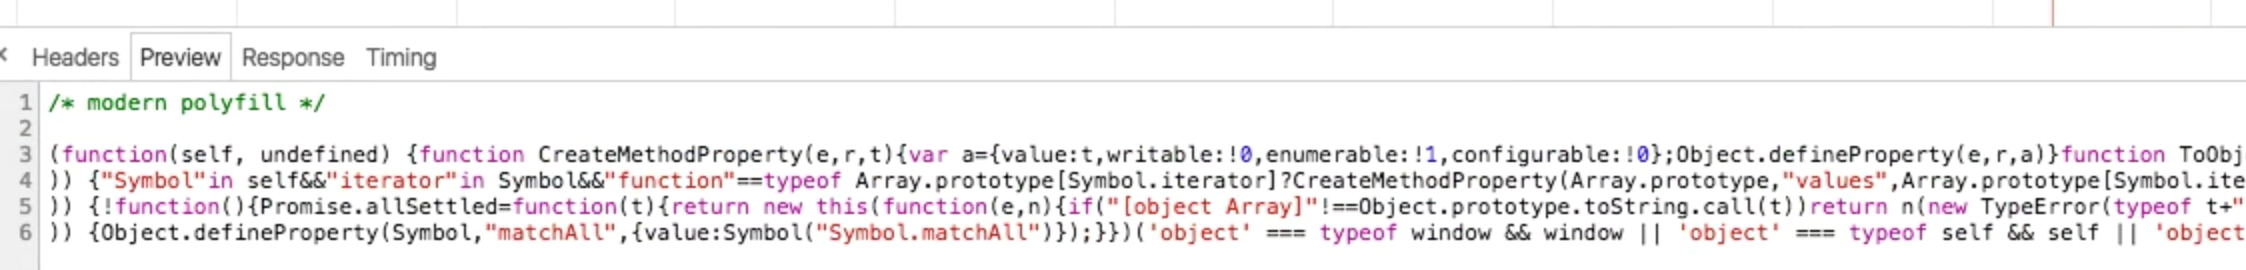 × Headers Preview Response Timing
1 /* modern polyfill */
2
3 (function(self, undefined) {function CreateMethodProperty(e,r,t){var a={value:t,writable:!0,enumerable:!1,configurable:!0};Object.defineProperty(e,r,a)}function ToObj
4 )) {"Symbol"in self&&"iterator"in Symbol&&"function"==typeof Array.prototype[Symbol.iterator]?CreateMethodProperty(Array.prototype,"values",Array.prototype[Symbol.ite
5 )) {!function(){Promise.allSettled=function(t){return new this(function(e,n){if("[object Array]"!==Object.prototype.toString.call(t))return n(new TypeError(typeof t+"
6 )) {Object.defineProperty(Symbol,"matchAll",{value:Symbol("Symbol.matchAll")});}})('object' === typeof window && window || 'object' === typeof self && self || 'object